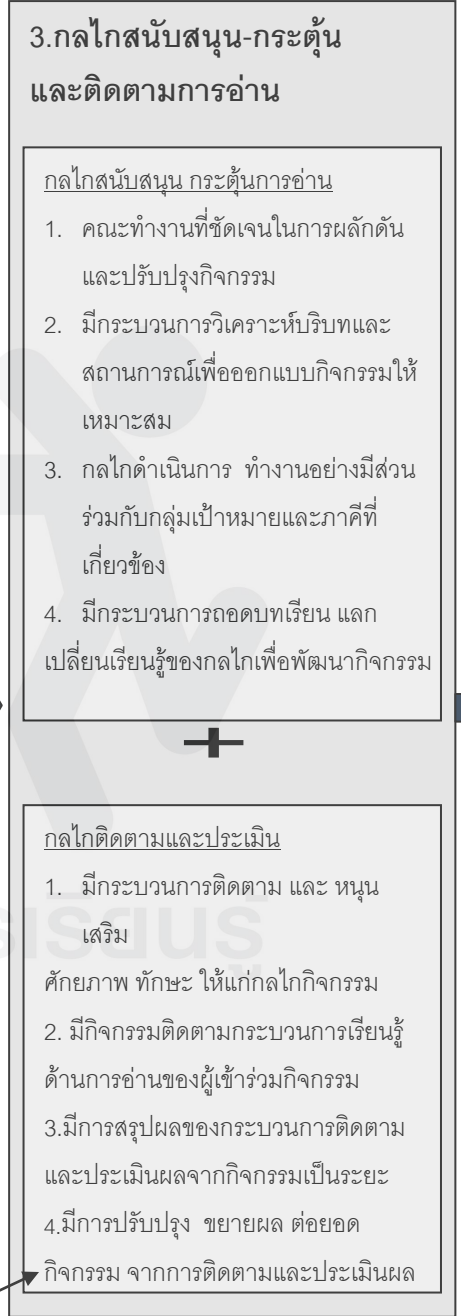 3.กลไกสนับสนุน-กระตุ้น
และติดตามการอ่าน
กลไกสนับสนุน กระตุ้นการอ่าน
1. คณะทำงานที่ชัดเจนในการผลักดัน
และปรับปรุงกิจกรรม
2. มีกระบวนการวิเคราะห์บริบทและ
สถานการณ์เพื่อออกแบบกิจกรรมให้
เหมาะสม
3. กลไกดำเนินการ ทำงานอย่างมีส่วน
ร่วมกับกลุ่มเป้าหมายและภาคีที่
เกี่ยวข้อง
4. มีกระบวนการถอดบทเรียน แลก
เปลี่ยนเรียนรู้ของกลไกเพื่อพัฒนากิจกรรม
กลไกติดตามและประเมิน
1. มีกระบวนการติดตาม และ หนุน
เสริม
ศักยภาพ ทักษะ ให้แก่กลไกกิจกรรม
2. มีกิจกรรมติดตามกระบวนการเรียนรู้
ด้านการอ่านของผู้เข้าร่วมกิจกรรม
3.มีการสรุปผลของกระบวนการติดตาม
และประเมินผลจากกิจกรรมเป็นระยะ
4.มีการปรับปรุง ขยายผล ต่อยอด
กิจกรรม จากการติดตามและประเมินผล